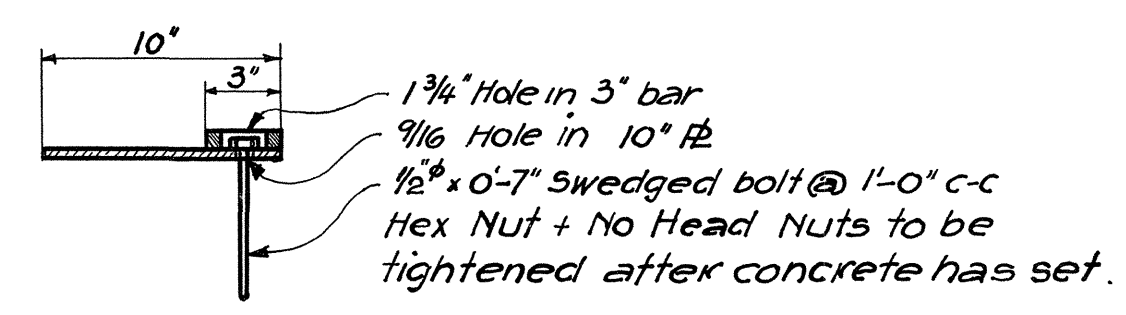 10"
3"
1 3/4" Hole in 3" bar
9/16 Hole in 10" PL
1/2"ϕ x 0'-7" Swedged bolt @ 1'-0" c-c
Hex Nut + No Head Nuts to be
tightened after concrete has set.